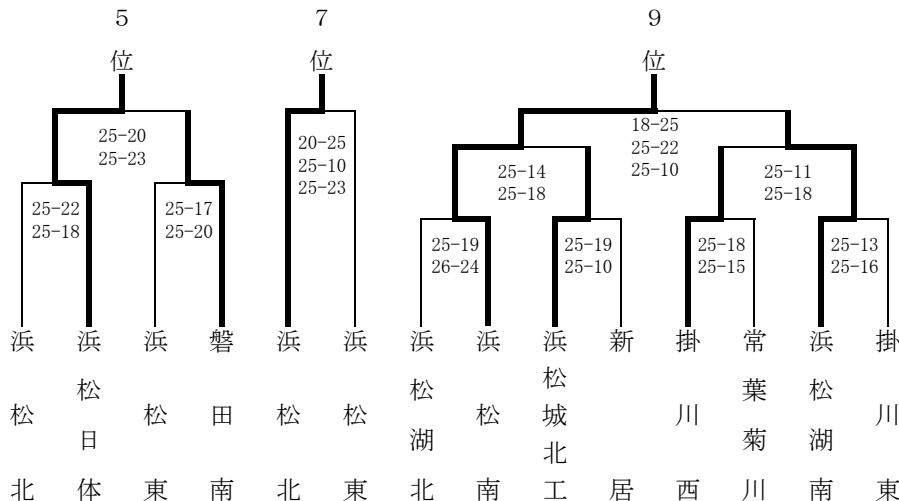 5位
7位
9位
25-20
25-23
20-25
25-10
25-23
18-25
25-22
25-10
25-14
25-18
25-11
25-18
25-22
25-18
25-17
25-20
25-19
26-24
25-19
25-10
25-18
25-15
25-13
25-16
浜松北
浜松日体
浜松東
磐田南
浜松北
浜松東
浜松湖北
浜松南
浜松城北工
新居
掛川西
常葉菊川
浜松湖南
掛川東